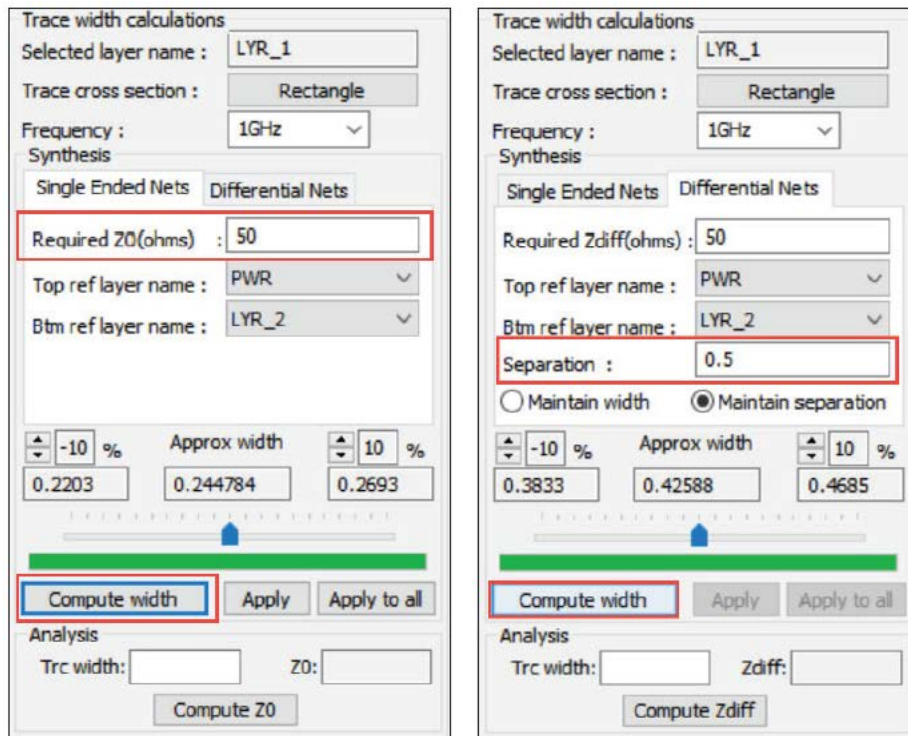 Trace width calculations
Selected layer name : LYR_1
Trace cross section : Rectangle
Frequency : 1GHz
Synthesis
Single Ended Nets Differential Nets
Required Z0(ohms) : 50
Top ref layer name : PWR
Btm ref layer name : LYR_2
-10 % Approx width 10 %
0.2203 0.244784 0.2693
Compute width Apply Apply to all
Analysis
Trc width: Z0:
Compute Z0
Trace width calculations
Selected layer name : LYR_1
Trace cross section : Rectangle
Frequency : 1GHz
Synthesis
Single Ended Nets Differential Nets
Required Zdiff(ohms) : 50
Top ref layer name : PWR
Btm ref layer name : LYR_2
Separation : 0.5
Maintain width Maintain separation
-10 % Approx width 10 %
0.3833 0.42588 0.4685
Compute width Apply Apply to all
Analysis
Trc width: Zdiff:
Compute Zdiff